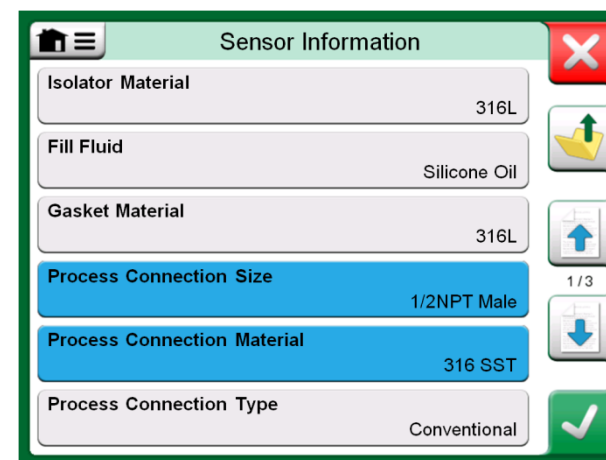 Sensor Information
Isolator Material
316L
Fill Fluid
Silicone Oil
Gasket Material
316L
Process Connection Size
1/2NPT Male
1/3
Process Connection Material
316 SST
Process Connection Type
Conventional